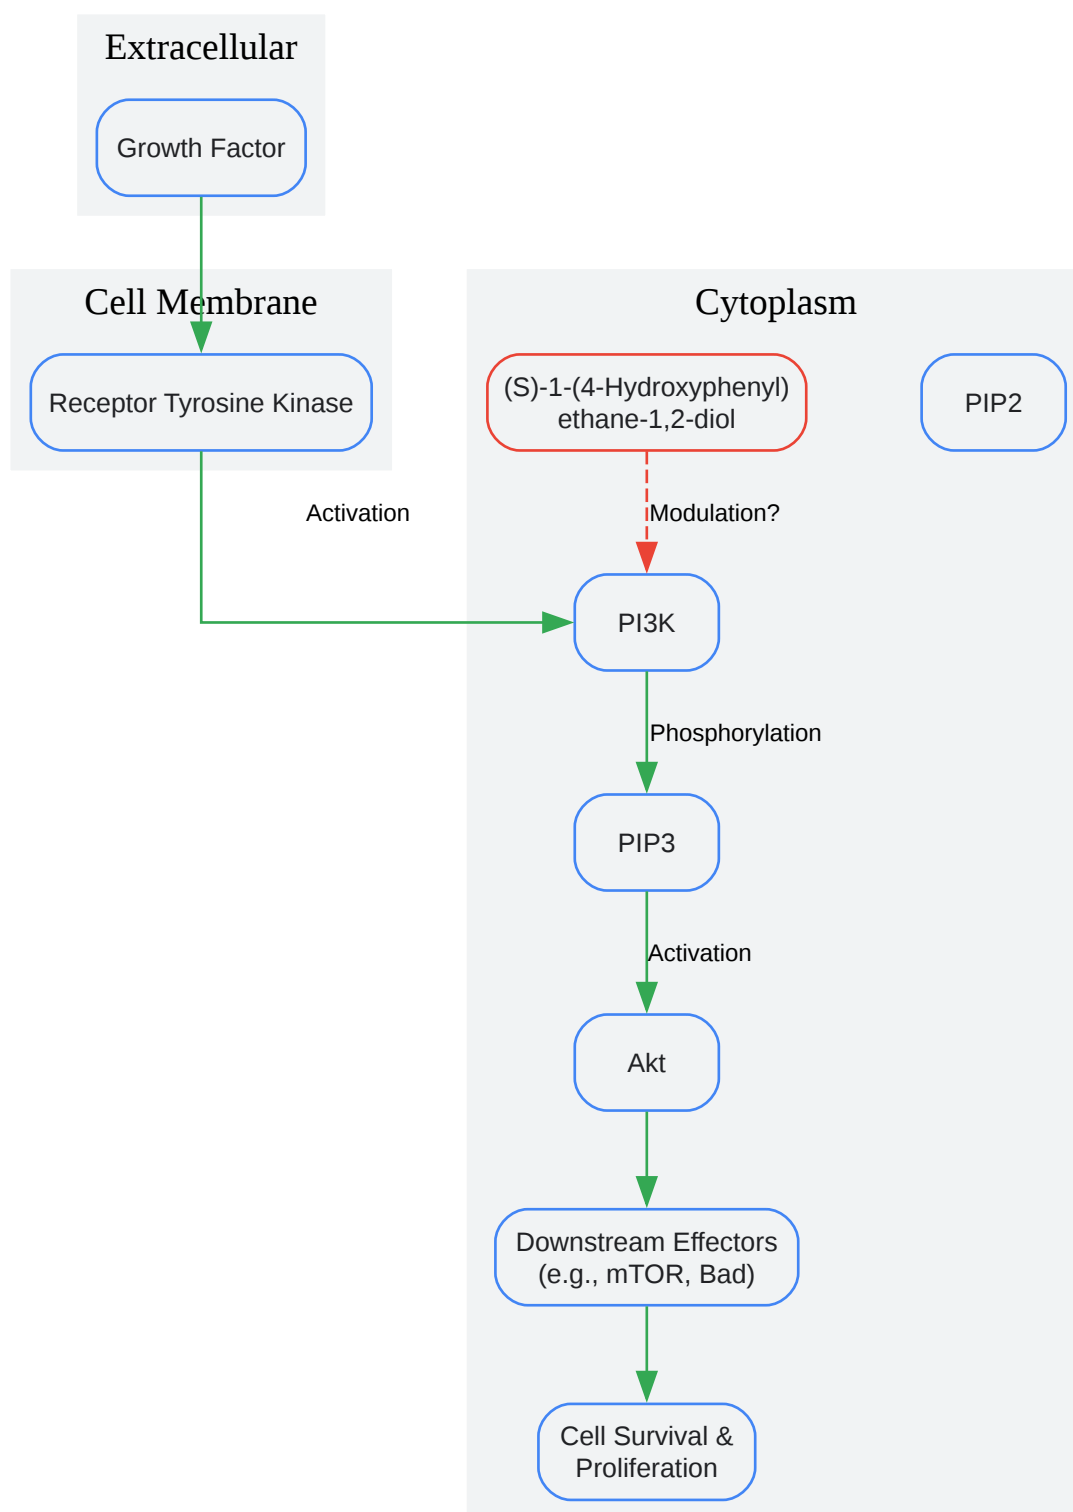 Extracellular
Growth Factor
Cell Membrane
Receptor Tyrosine Kinase
Cytoplasm
(S)-1-(4-Hydroxyphenyl)
ethane-1,2-diol
PIP2
Activation
Modulation?
PI3K
Phosphorylation
PIP3
Activation
Akt
Downstream Effectors
(e.g., mTOR, Bad)
Cell Survival &
Proliferation